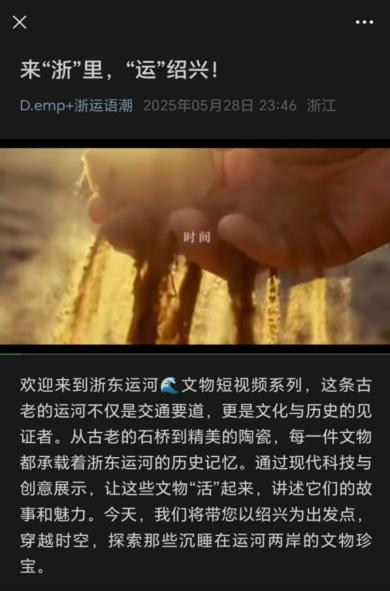 来“浙”里，“运”绍兴！
D.emp+浙运语潮 2025年05月28日 23:46 浙江
时间
欢迎来到浙东运河🌊文物短视频系列，这条古
老的运河不仅是交通要道，更是文化与历史的见
证者。从古老的石桥到精美的陶瓷，每一件文物
都承载着浙东运河的历史记忆。通过现代科技与
创意展示，让这些文物“活”起来，讲述它们的故
事和魅力。今天，我们将带您以绍兴为出发点，
穿越时空，探索那些沉睡在运河两岸的文物珍
宝。